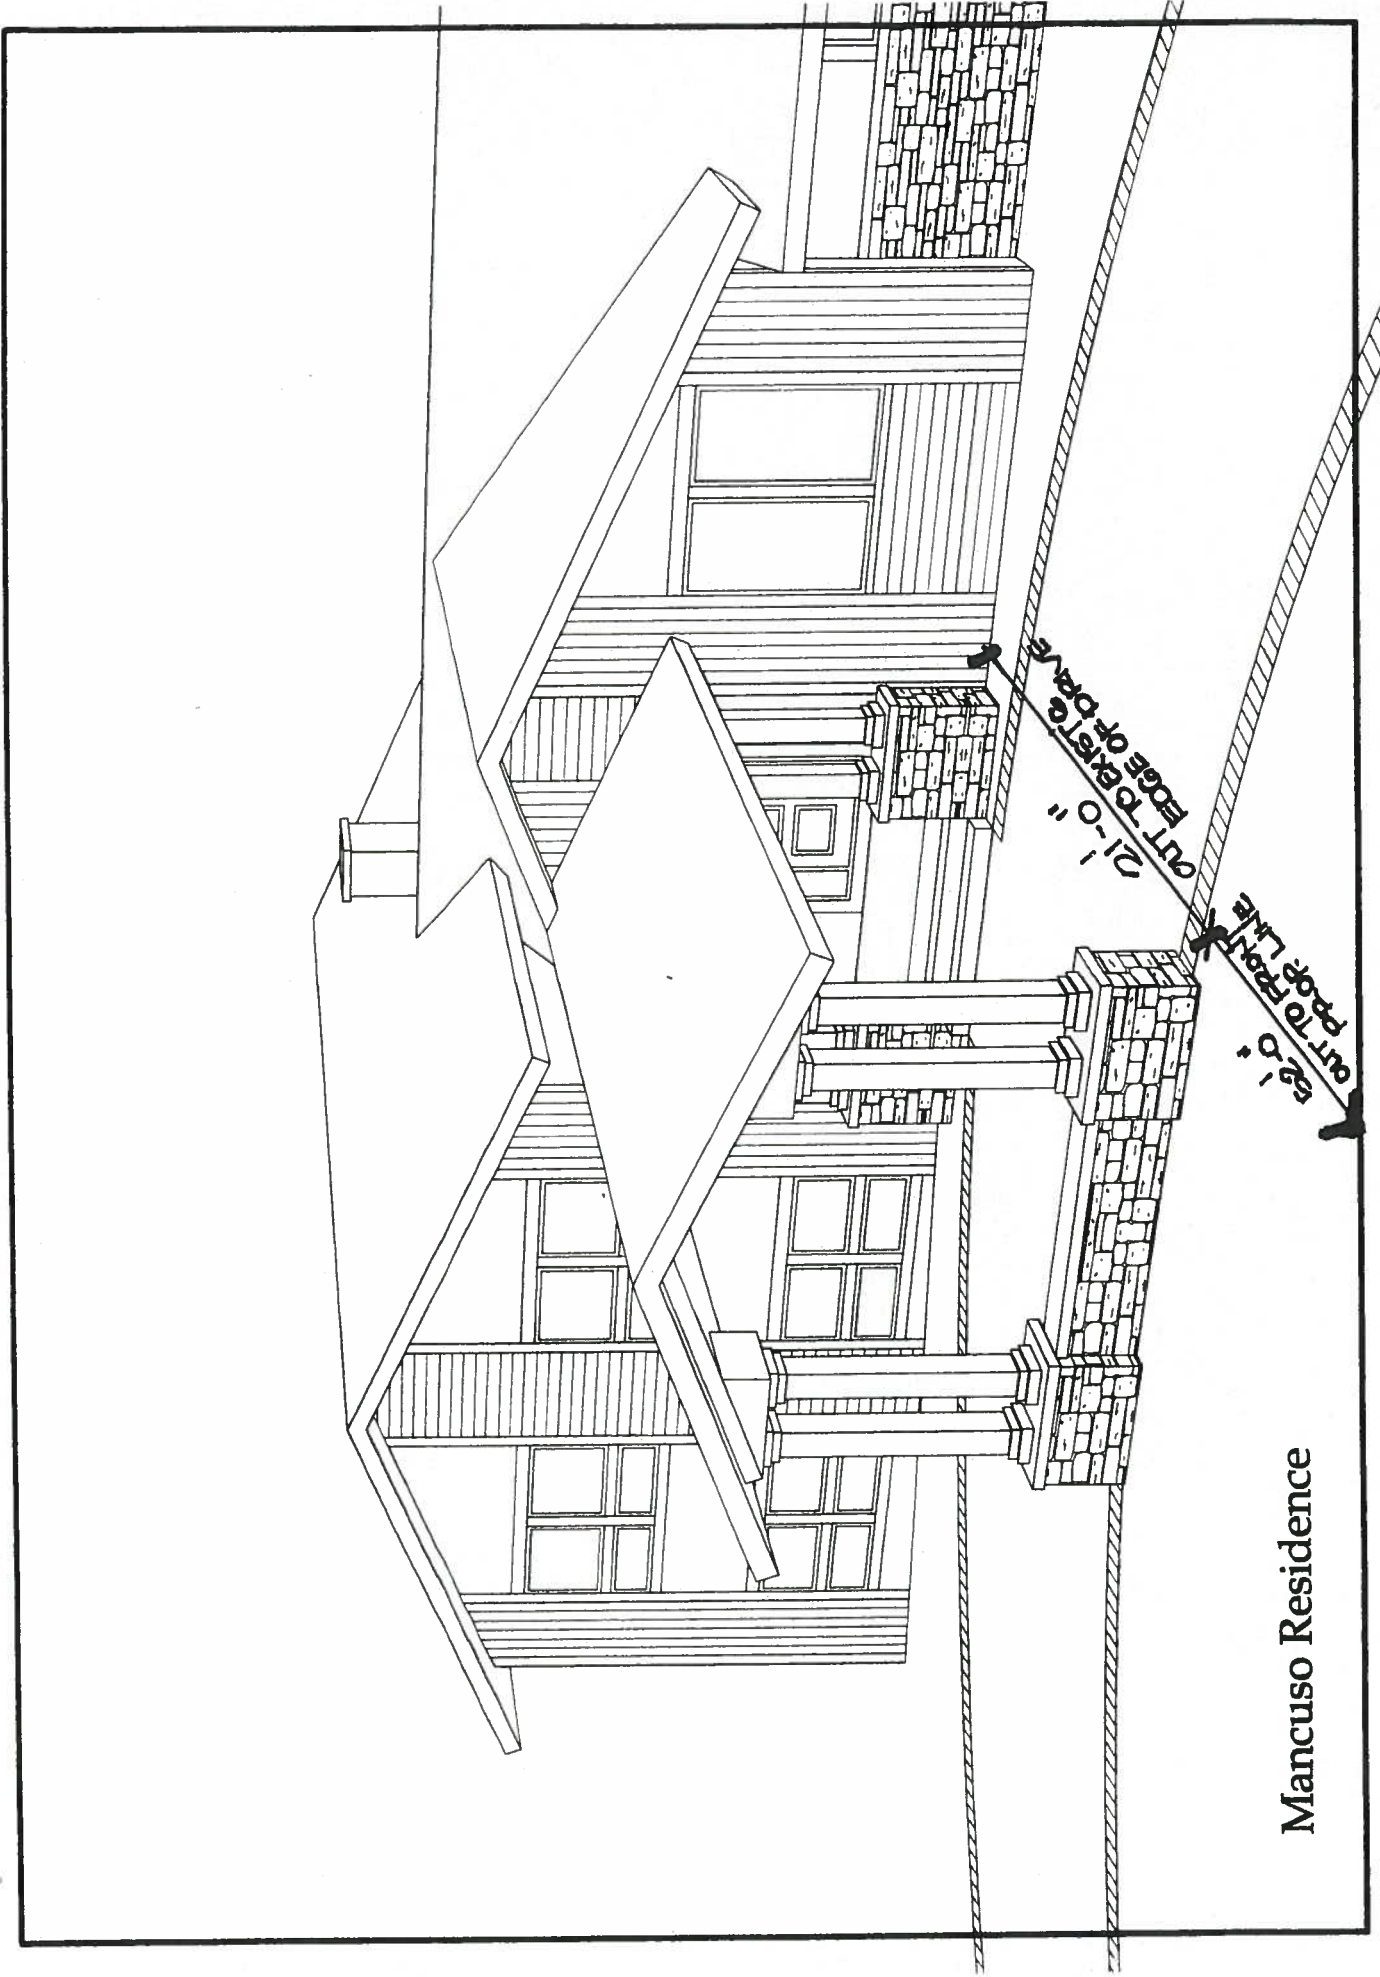 21'-0"
OUT TO EXIST'G
EDGE OF DRIVE
52'-0"
OUT TO FRONT
PROP. LINE
Mancuso Residence